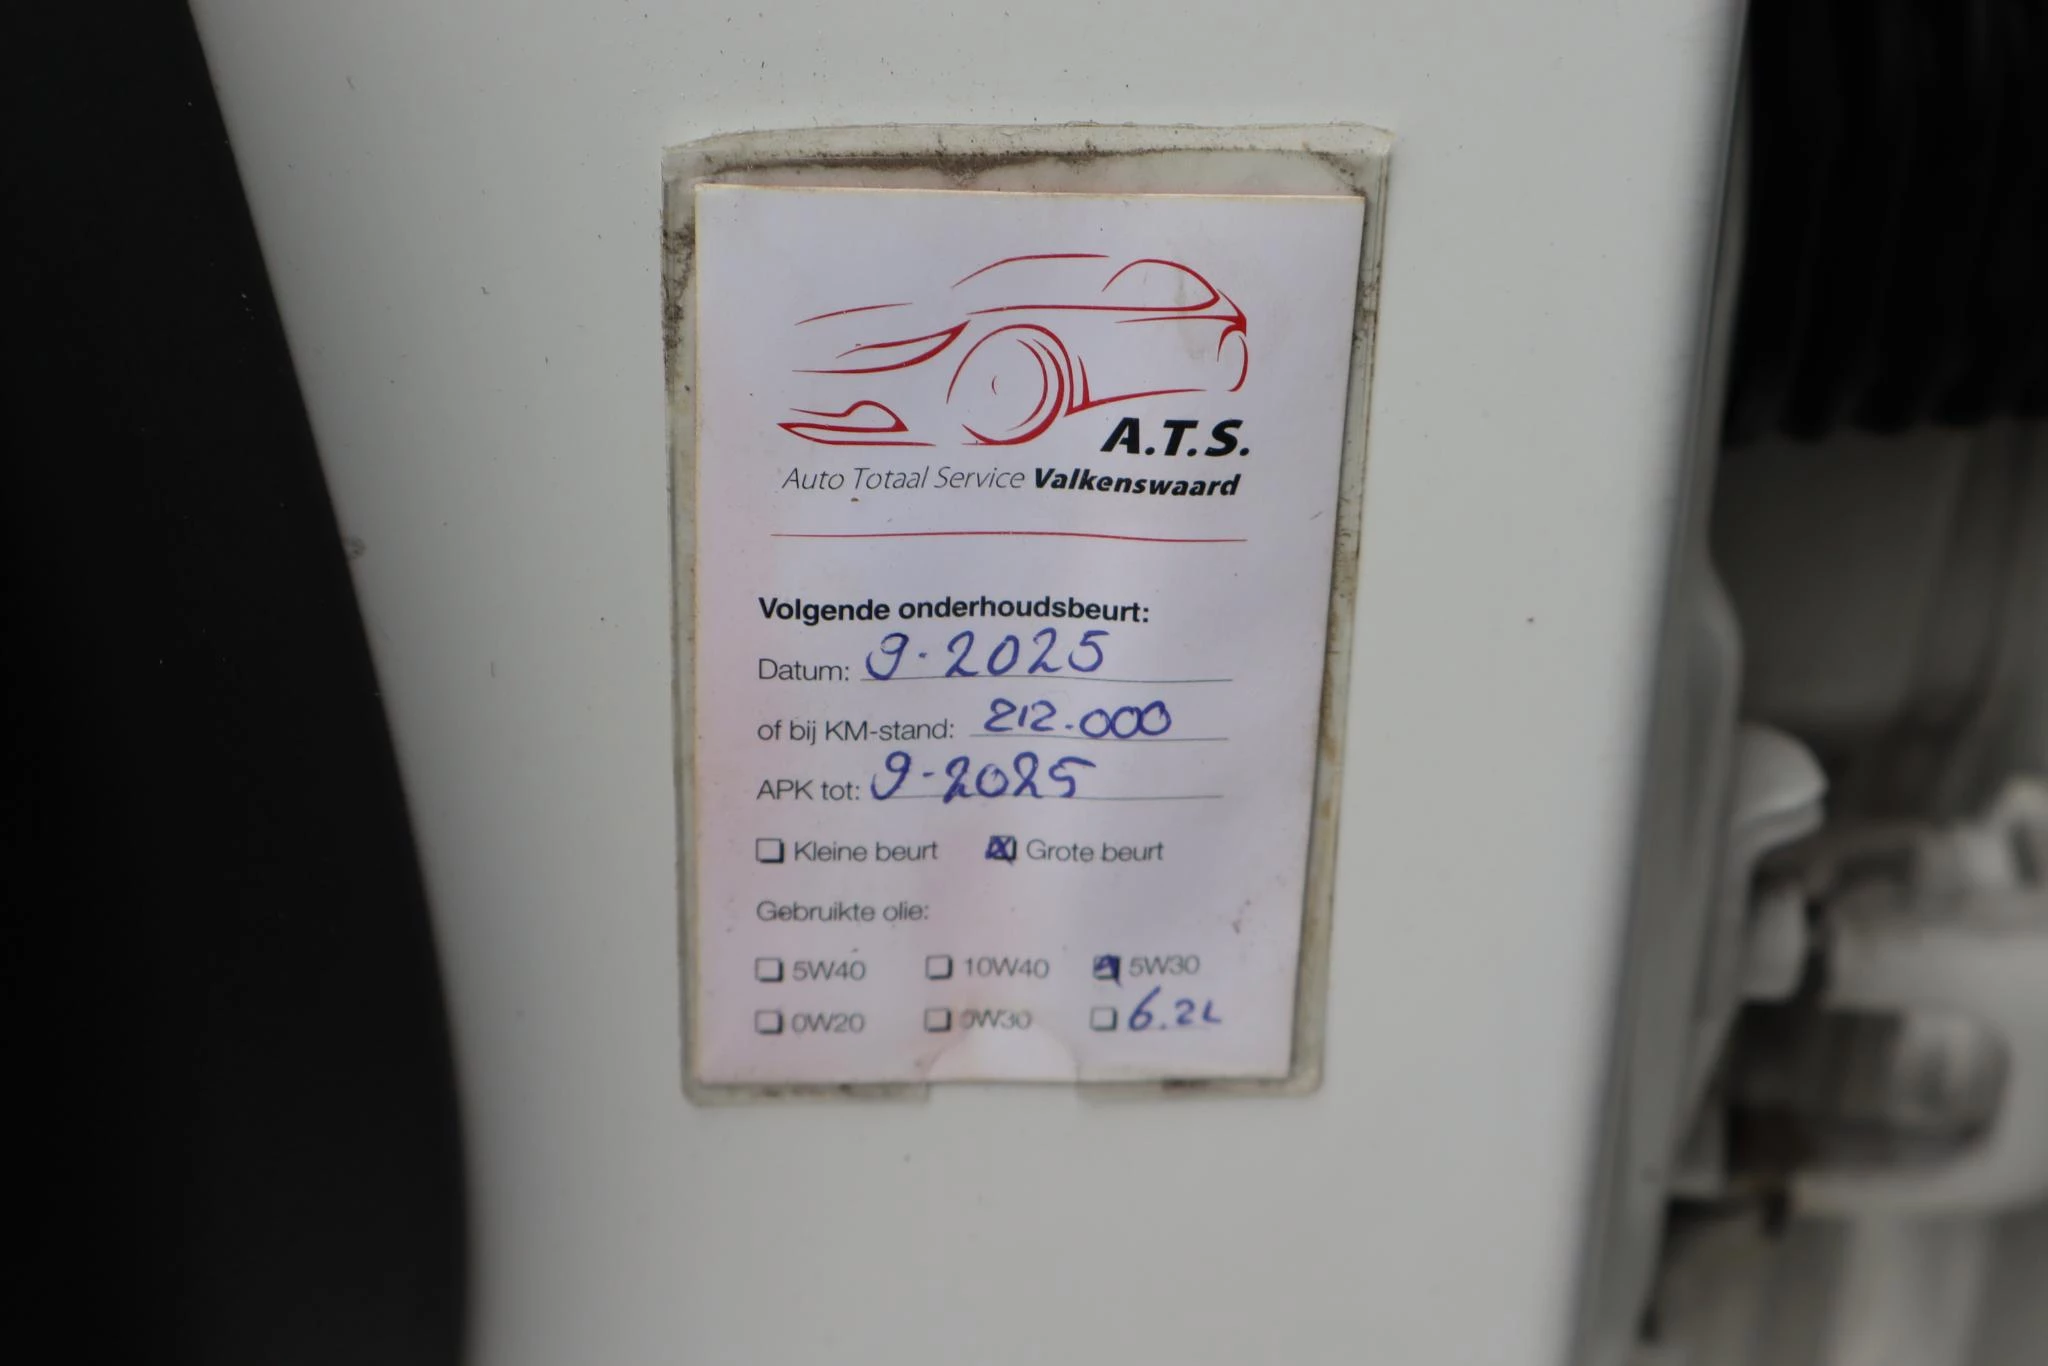 A.T.S.
Auto Totaal Service Valkenswaard
Volgende onderhoudsbeurt:
Datum: 9-2025
of bij KM-stand: 212.000
APK tot: 9-2025
☐ Kleine beurt ☒ Grote beurt
Gebruikte olie:
☐ 5W40 ☐ 10W40 ☒ 5W30
☐ 0W20 ☐ 0W30 ☐ 6.2L